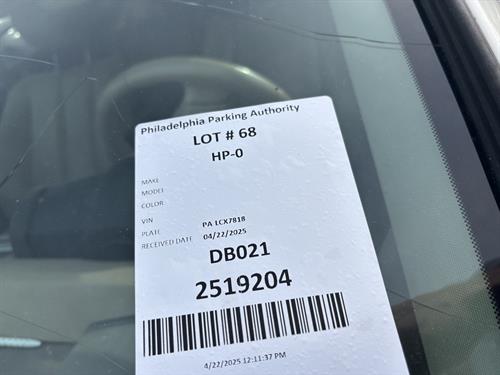 Philadelphia Parking Authority
LOT # 68
HP-0
MAKE
MODEL
COLOR
VIN
PLATE PA LCX7818
RECEIVED DATE 04/22/2025
DB021
2519204
4/22/2025 12:11:37 PM